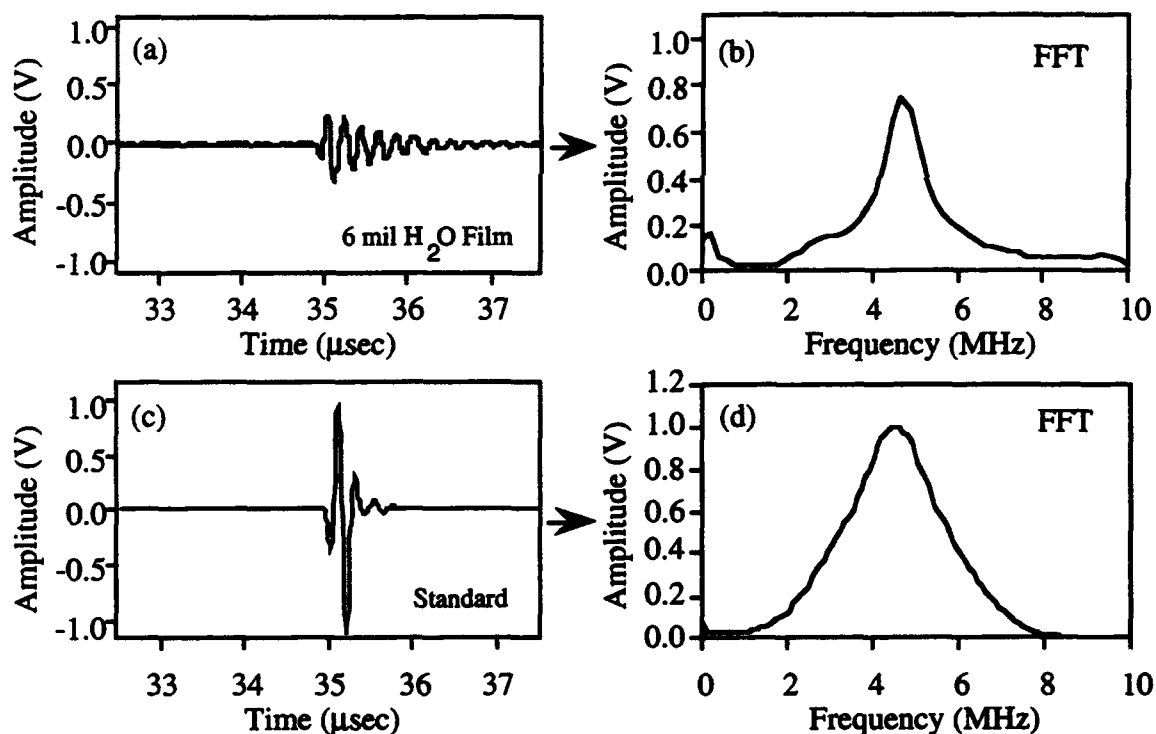 (a)
Amplitude (V)
1.0
0.5
0.0
-0.5
-1.0
6 mil H2O Film
33 34 35 36 37
Time (μsec)
(b)
FFT
Amplitude (V)
1.0
0.8
0.6
0.4
0.2
0.0
0 2 4 6 8 10
Frequency (MHz)
(c)
Amplitude (V)
1.0
0.5
0.0
-0.5
-1.0
Standard
33 34 35 36 37
Time (μsec)
(d)
FFT
Amplitude (V)
1.2
1.0
0.8
0.6
0.4
0.2
0.0
0 2 4 6 8 10
Frequency (MHz)